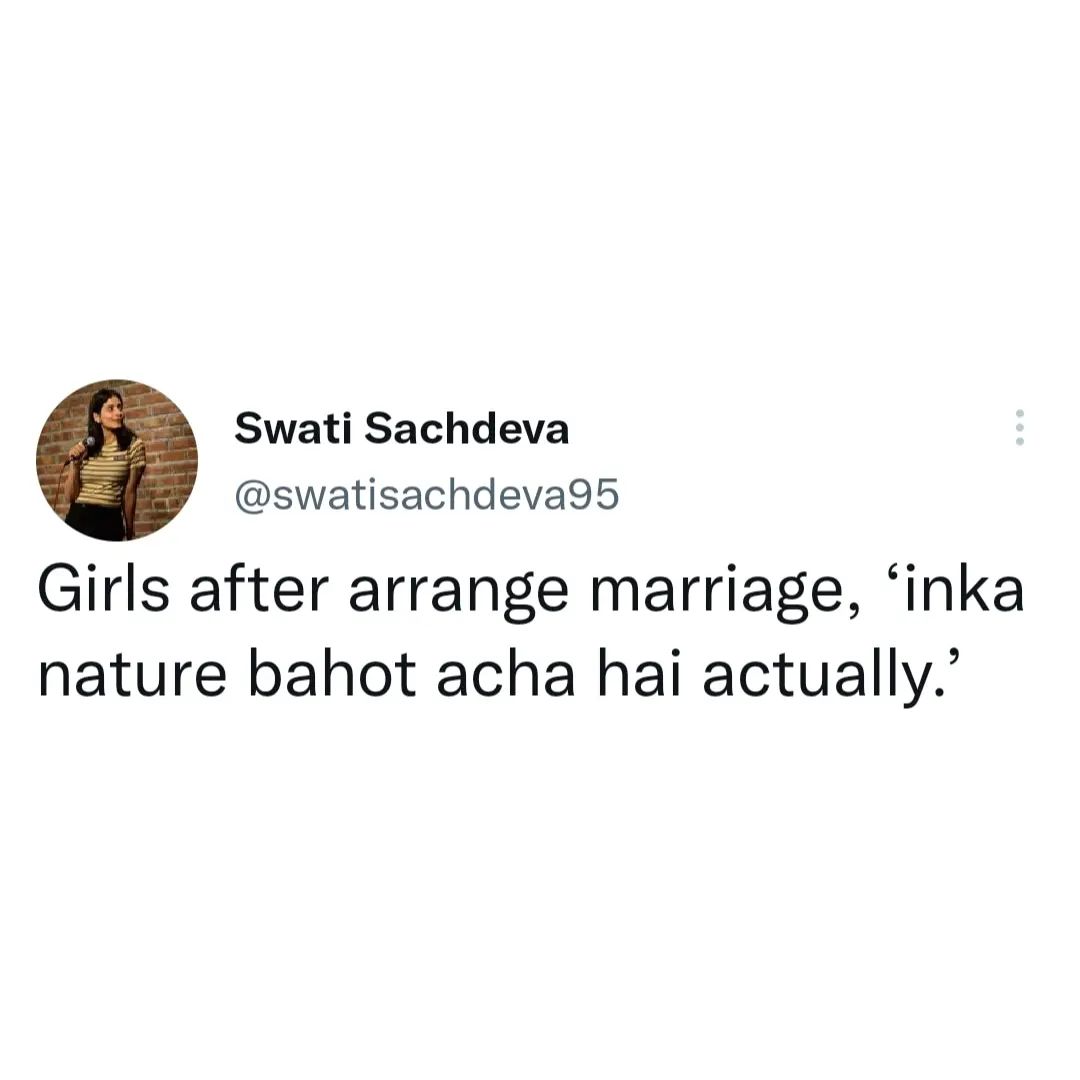 Swati Sachdeva
@swatisachdeva95
Girls after arrange marriage, ‘inka
nature bahot acha hai actually.’